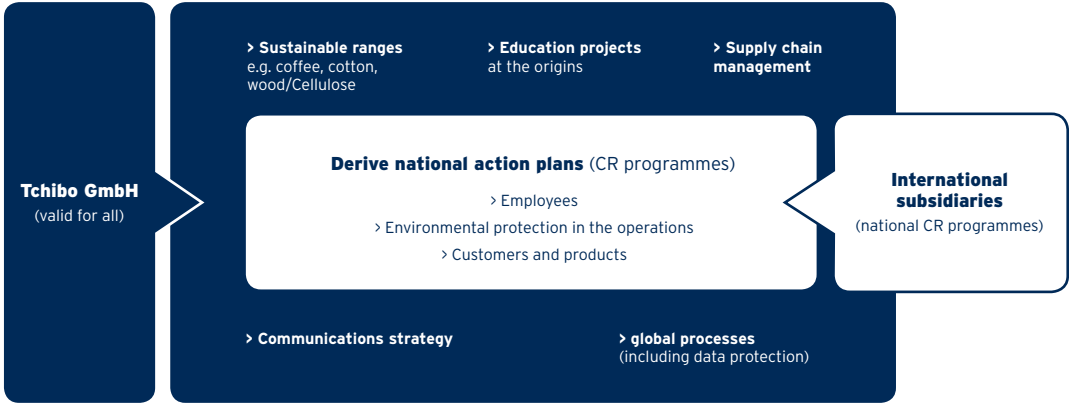 Tchibo GmbH
(valid for all)
> Sustainable ranges
e.g. coffee, cotton,
wood/Cellulose
> Education projects
at the origins
> Supply chain
management
Derive national action plans (CR programmes)
> Employees
> Environmental protection in the operations
> Customers and products
International
subsidiaries
(national CR programmes)
> Communications strategy
> global processes
(including data protection)